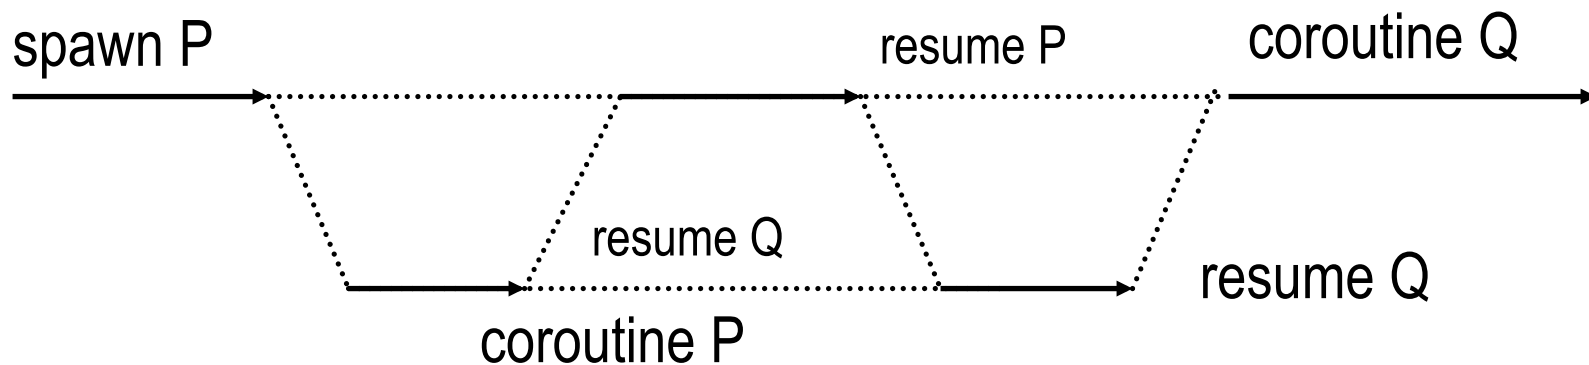 spawn P
resume P
coroutine Q
resume Q
resume Q
coroutine P